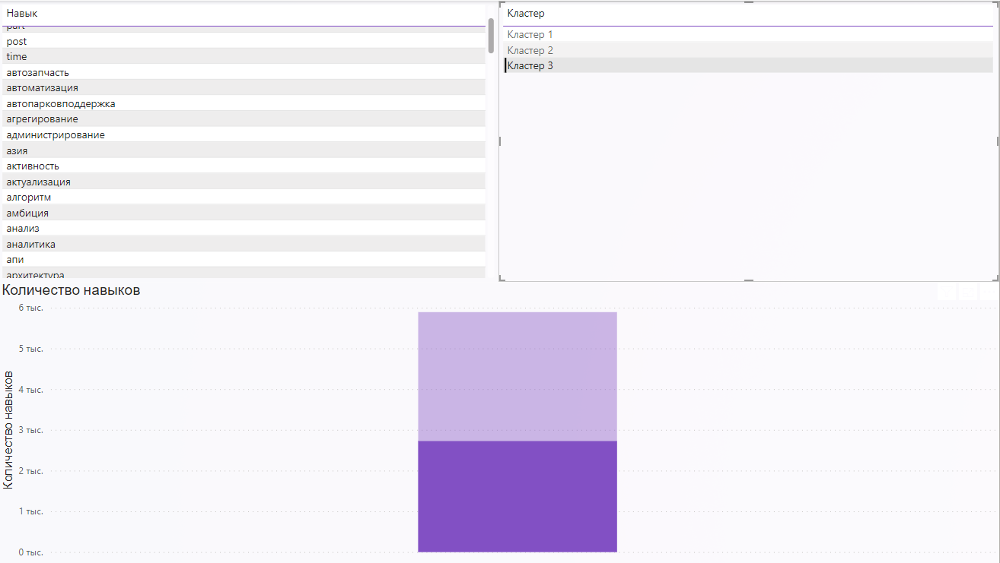 Навык
part
post
time
автозапчасть
автоматизация
автопарковподдержка
агрегирование
администрирование
азия
активность
актуализация
алгоритм
амбиция
анализ
аналитика
апи
архитектура
Кластер
Кластер 1
Кластер 2
Кластер 3
Количество навыков
Количество навыков
6 тыс.
5 тыс.
4 тыс.
3 тыс.
2 тыс.
1 тыс.
0 тыс.